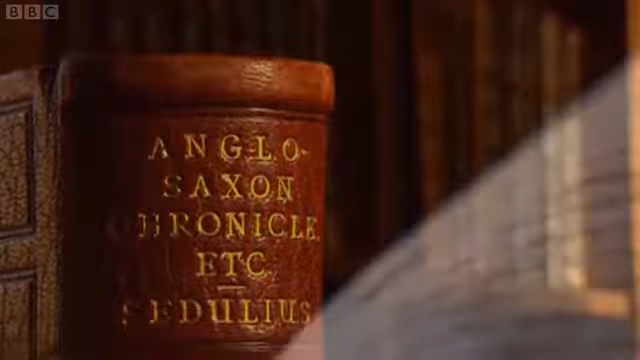 BBC
ANGLO-
SAXON
CHRONICLE
ETC.
SEDULIUS